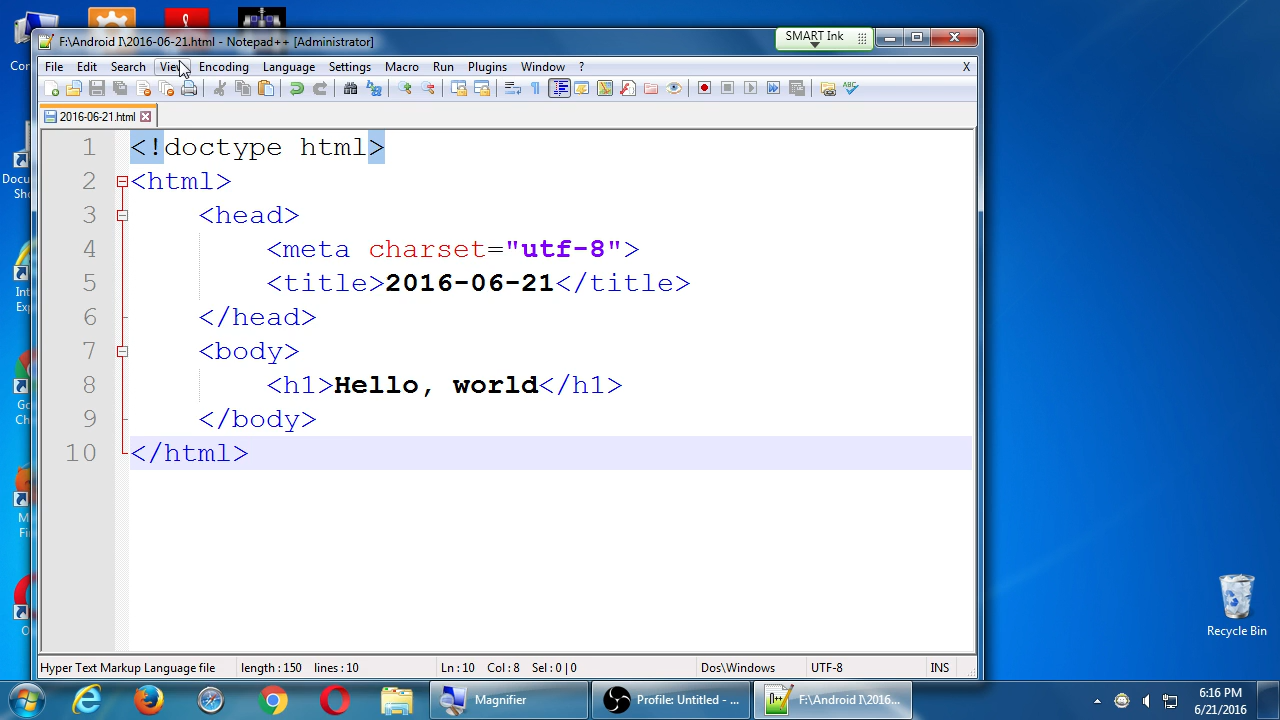 F:\Android I\2016-06-21.html - Notepad++ [Administrator]
SMART Ink
File Edit Search View Encoding Language Settings Macro Run Plugins Window ? X
2016-06-21.html
1 <!doctype html>
2 <html>
3 <head>
4 <meta charset="utf-8">
5 <title>2016-06-21</title>
6 </head>
7 <body>
8 <h1>Hello, world</h1>
9 </body>
10 </html>
Recycle Bin
Hyper Text Markup Language file length : 150 lines : 10 Ln : 10 Col : 8 Sel : 0 | 0 Dos\Windows UTF-8 INS
Magnifier
Profile: Untitled - ...
F:\Android I\2016...
6:16 PM
6/21/2016